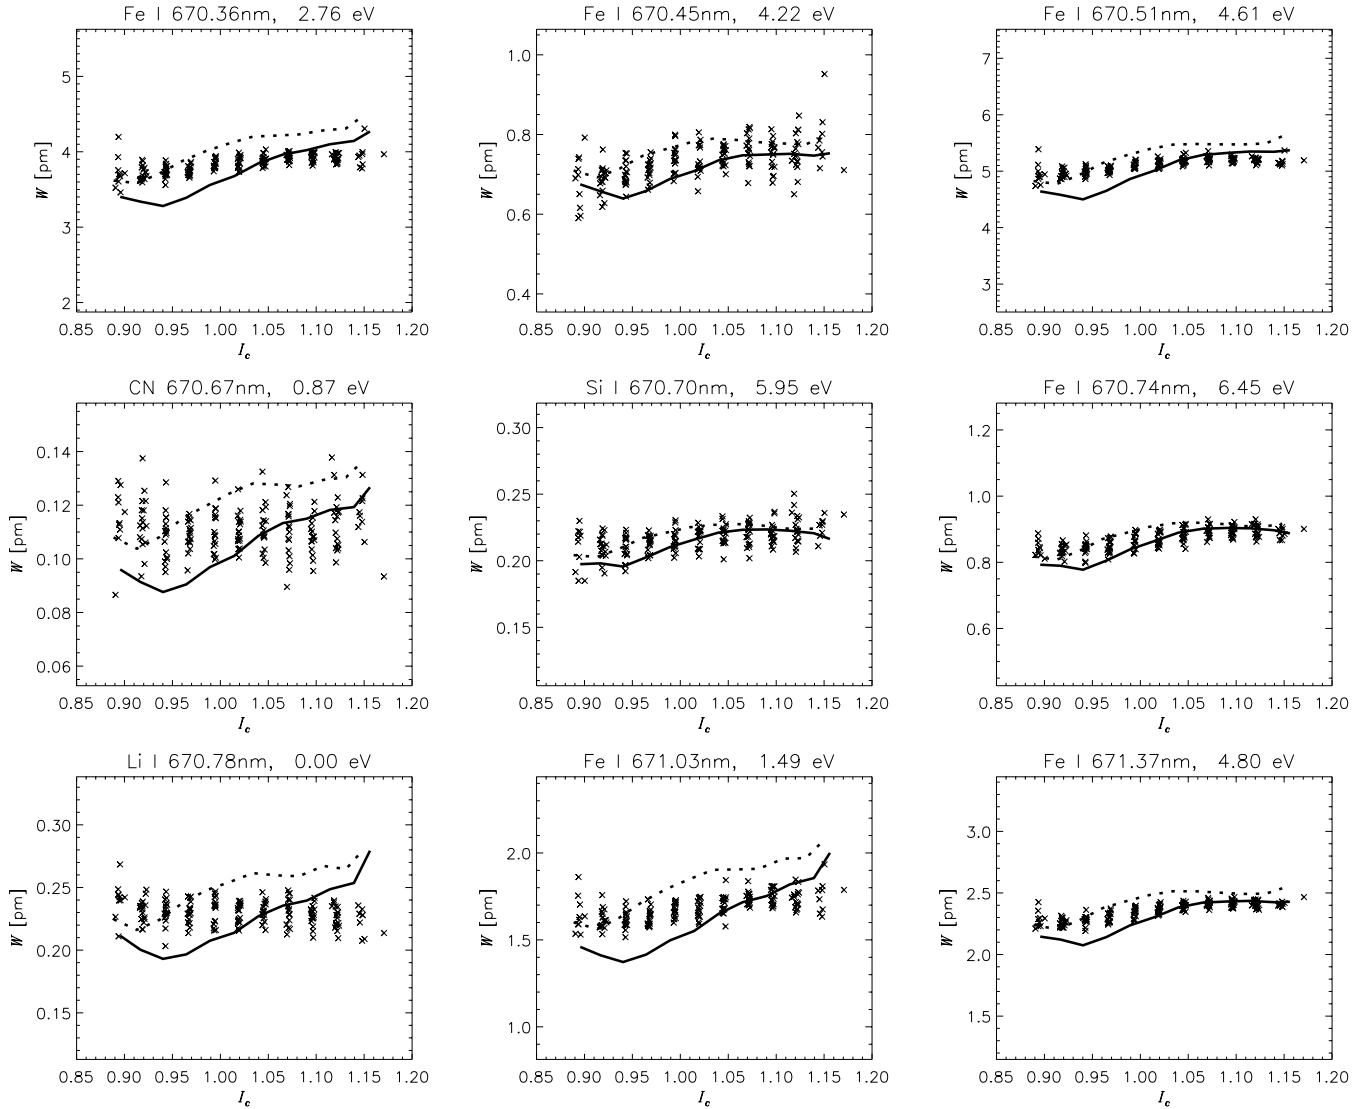 Fe I 670.36nm, 2.76 eV
Fe I 670.45nm, 4.22 eV
Fe I 670.51nm, 4.61 eV
5
4
3
2
W [pm]
0.85 0.90 0.95 1.00 1.05 1.10 1.15 1.20
Ic
1.0
0.8
0.6
0.4
W [pm]
0.85 0.90 0.95 1.00 1.05 1.10 1.15 1.20
Ic
7
6
5
4
3
W [pm]
0.85 0.90 0.95 1.00 1.05 1.10 1.15 1.20
Ic
CN 670.67nm, 0.87 eV
Si I 670.70nm, 5.95 eV
Fe I 670.74nm, 6.45 eV
0.14
0.12
0.10
0.08
0.06
W [pm]
0.85 0.90 0.95 1.00 1.05 1.10 1.15 1.20
Ic
0.30
0.25
0.20
0.15
W [pm]
0.85 0.90 0.95 1.00 1.05 1.10 1.15 1.20
Ic
1.2
1.0
0.8
0.6
W [pm]
0.85 0.90 0.95 1.00 1.05 1.10 1.15 1.20
Ic
Li I 670.78nm, 0.00 eV
Fe I 671.03nm, 1.49 eV
Fe I 671.37nm, 4.80 eV
0.30
0.25
0.20
0.15
W [pm]
0.85 0.90 0.95 1.00 1.05 1.10 1.15 1.20
Ic
2.0
1.5
1.0
W [pm]
0.85 0.90 0.95 1.00 1.05 1.10 1.15 1.20
Ic
3.0
2.5
2.0
1.5
W [pm]
0.85 0.90 0.95 1.00 1.05 1.10 1.15 1.20
Ic